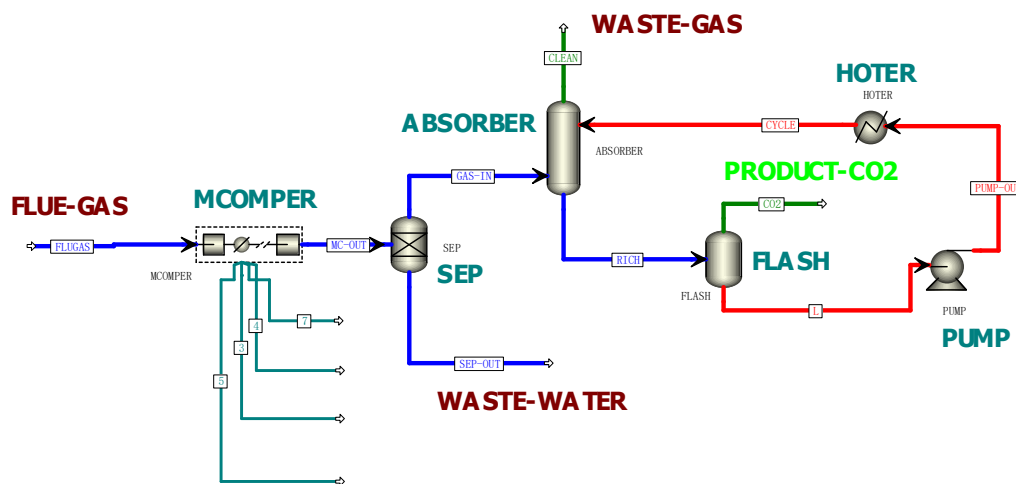 WASTE-GAS
CLEAN
HOTER
HOTER
ABSORBER
CYCLE
ABSORBER
PRODUCT-CO2
GAS-IN
PUMP-OU
MCOMPER
FLUE-GAS
CO2
FLUGAS
MC-OUT
SEP
SEP
RICH
FLASH
MCOMPER
FLASH
L
PUMP
PUMP
7
4
3
5
SEP-OUT
WASTE-WATER